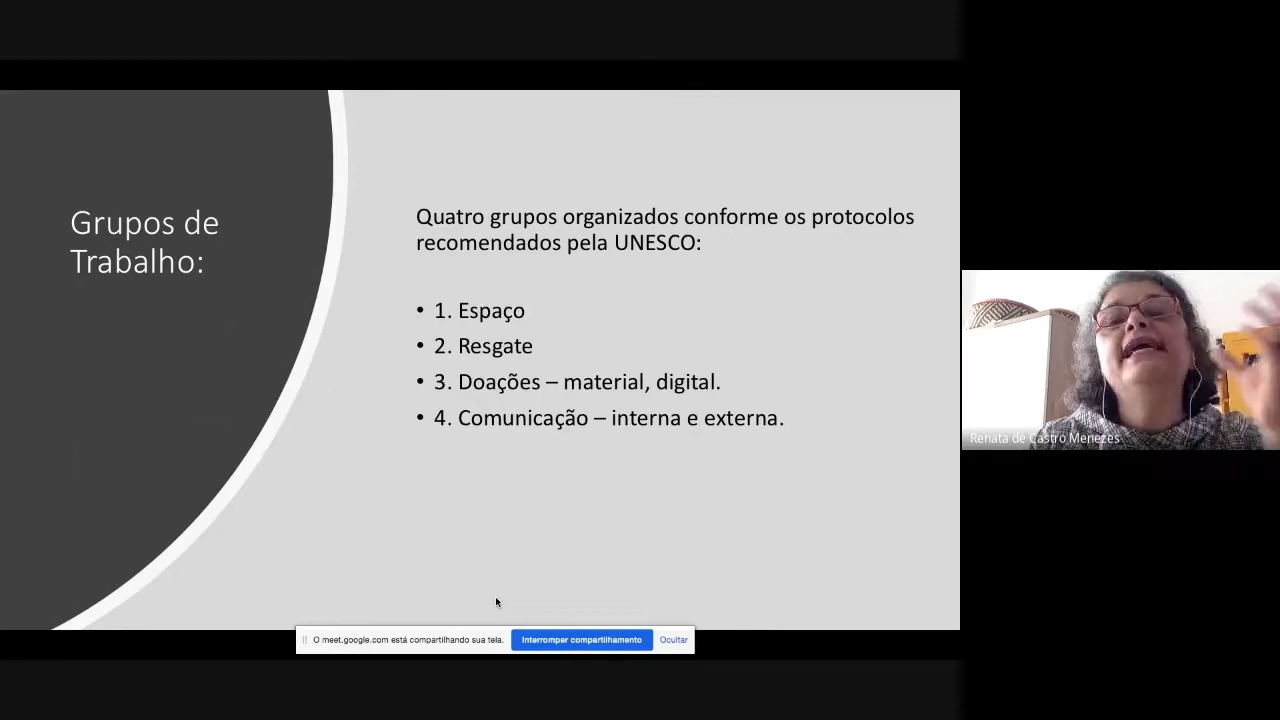 Grupos de
Trabalho:
Quatro grupos organizados conforme os protocolos
recomendados pela UNESCO:
• 1. Espaço
• 2. Resgate
• 3. Doações – material, digital.
• 4. Comunicação – interna e externa.
Renata de Castro Menezes
O meet.google.com está compartilhando sua tela.
Interromper compartilhamento
Ocultar